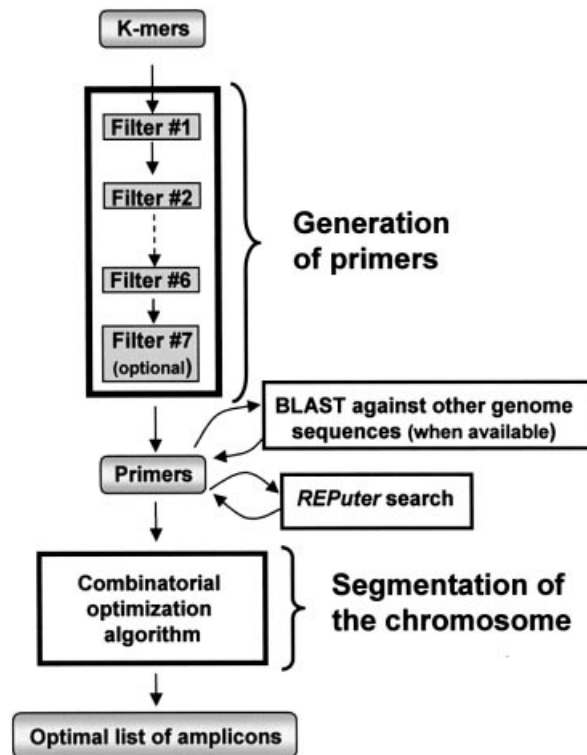 K-mers
Filter #1
Filter #2
Filter #6
Filter #7
(optional)
Generation
of primers
BLAST against other genome
sequences (when available)
Primers
REPuter search
Combinatorial
optimization
algorithm
Segmentation of
the chromosome
Optimal list of amplicons